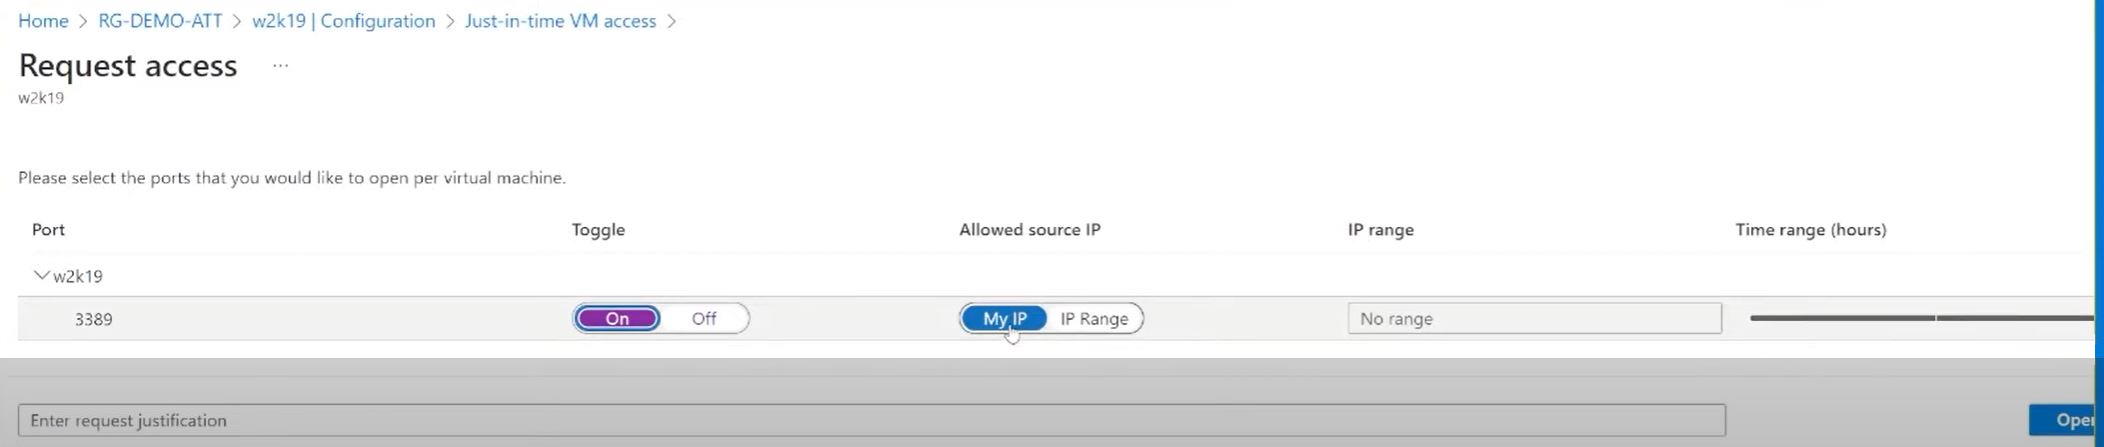 Home > RG-DEMO-ATT > w2k19 | Configuration > Just-in-time VM access >
Request access ...
w2k19
Please select the ports that you would like to open per virtual machine.
Port Toggle Allowed source IP IP range Time range (hours)
w2k19
3389 On Off My IP IP Range No range
Enter request justification